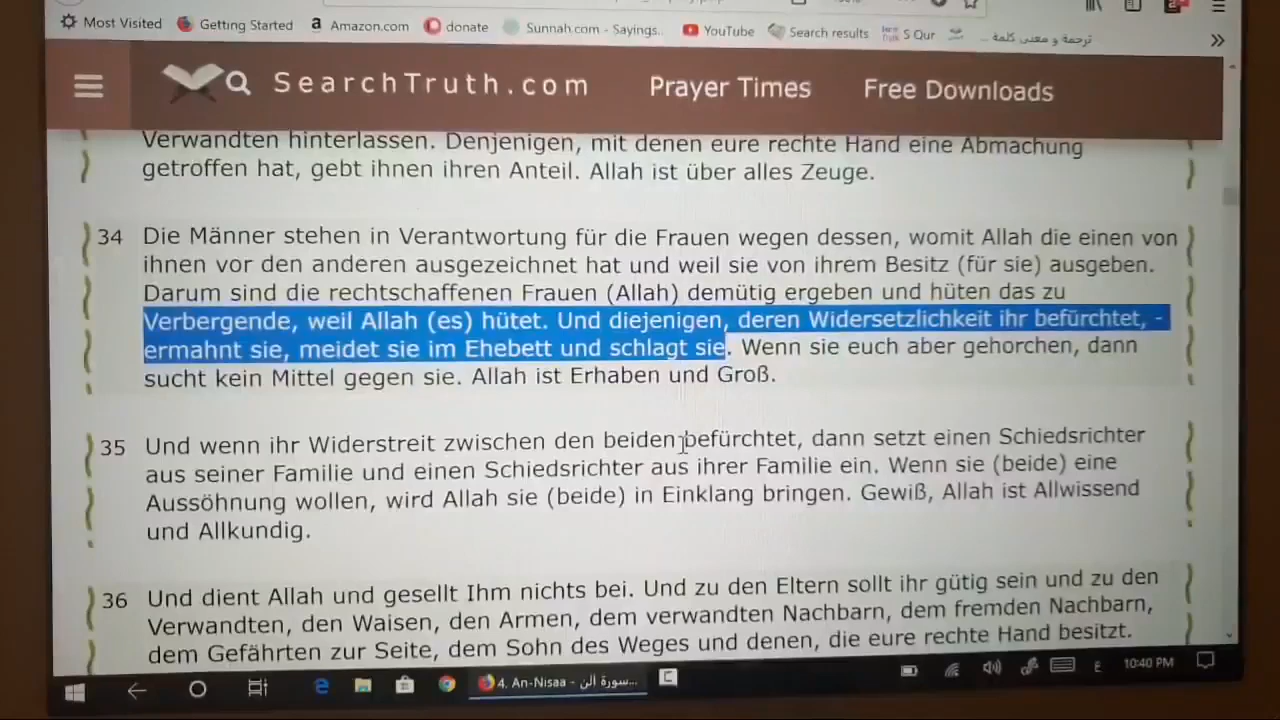 Most Visited Getting Started Amazon.com donate Sunnah.com - Sayings... YouTube Search results S Qur ترجمة و معنى كلمة ...
SearchTruth.com Prayer Times Free Downloads
Verwandten hinterlassen. Denjenigen, mit denen eure rechte Hand eine Abmachung
getroffen hat, gebt ihnen ihren Anteil. Allah ist über alles Zeuge.
34 Die Männer stehen in Verantwortung für die Frauen wegen dessen, womit Allah die einen von
ihnen vor den anderen ausgezeichnet hat und weil sie von ihrem Besitz (für sie) ausgeben.
Darum sind die rechtschaffenen Frauen (Allah) demütig ergeben und hüten das zu
Verbergende, weil Allah (es) hütet. Und diejenigen, deren Widersetzlichkeit ihr befürchtet, -
ermahnt sie, meidet sie im Ehebett und schlagt sie. Wenn sie euch aber gehorchen, dann
sucht kein Mittel gegen sie. Allah ist Erhaben und Groß.
35 Und wenn ihr Widerstreit zwischen den beiden befürchtet, dann setzt einen Schiedsrichter
aus seiner Familie und einen Schiedsrichter aus ihrer Familie ein. Wenn sie (beide) eine
Aussöhnung wollen, wird Allah sie (beide) in Einklang bringen. Gewiß, Allah ist Allwissend
und Allkundig.
36 Und dient Allah und gesellt Ihm nichts bei. Und zu den Eltern sollt ihr gütig sein und zu den
Verwandten, den Waisen, den Armen, dem verwandten Nachbarn, dem fremden Nachbarn,
dem Gefährten zur Seite, dem Sohn des Weges und denen, die eure rechte Hand besitzt.
4. An-Nisaa - سورة الن... ع 10:40 PM